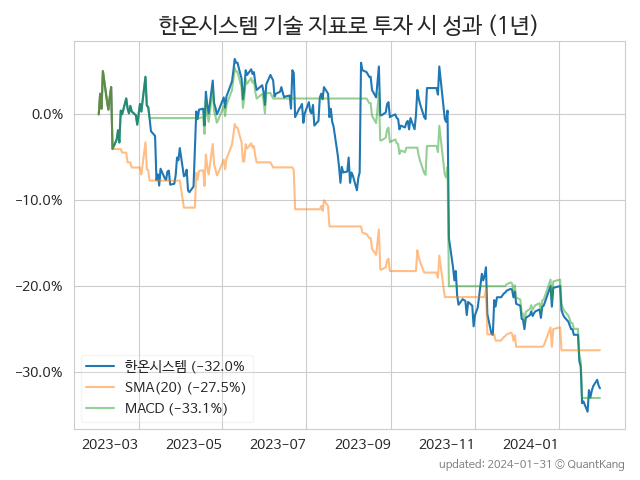 한온시스템 기술 지표로 투자 시 성과 (1년)
0.0%
−10.0%
−20.0%
−30.0%
한온시스템 (−32.0%
SMA(20) (−27.5%)
MACD (−33.1%)
2023−03 2023−05 2023−07 2023−09 2023−11 2024−01
updated: 2024-01-31 © QuantKang